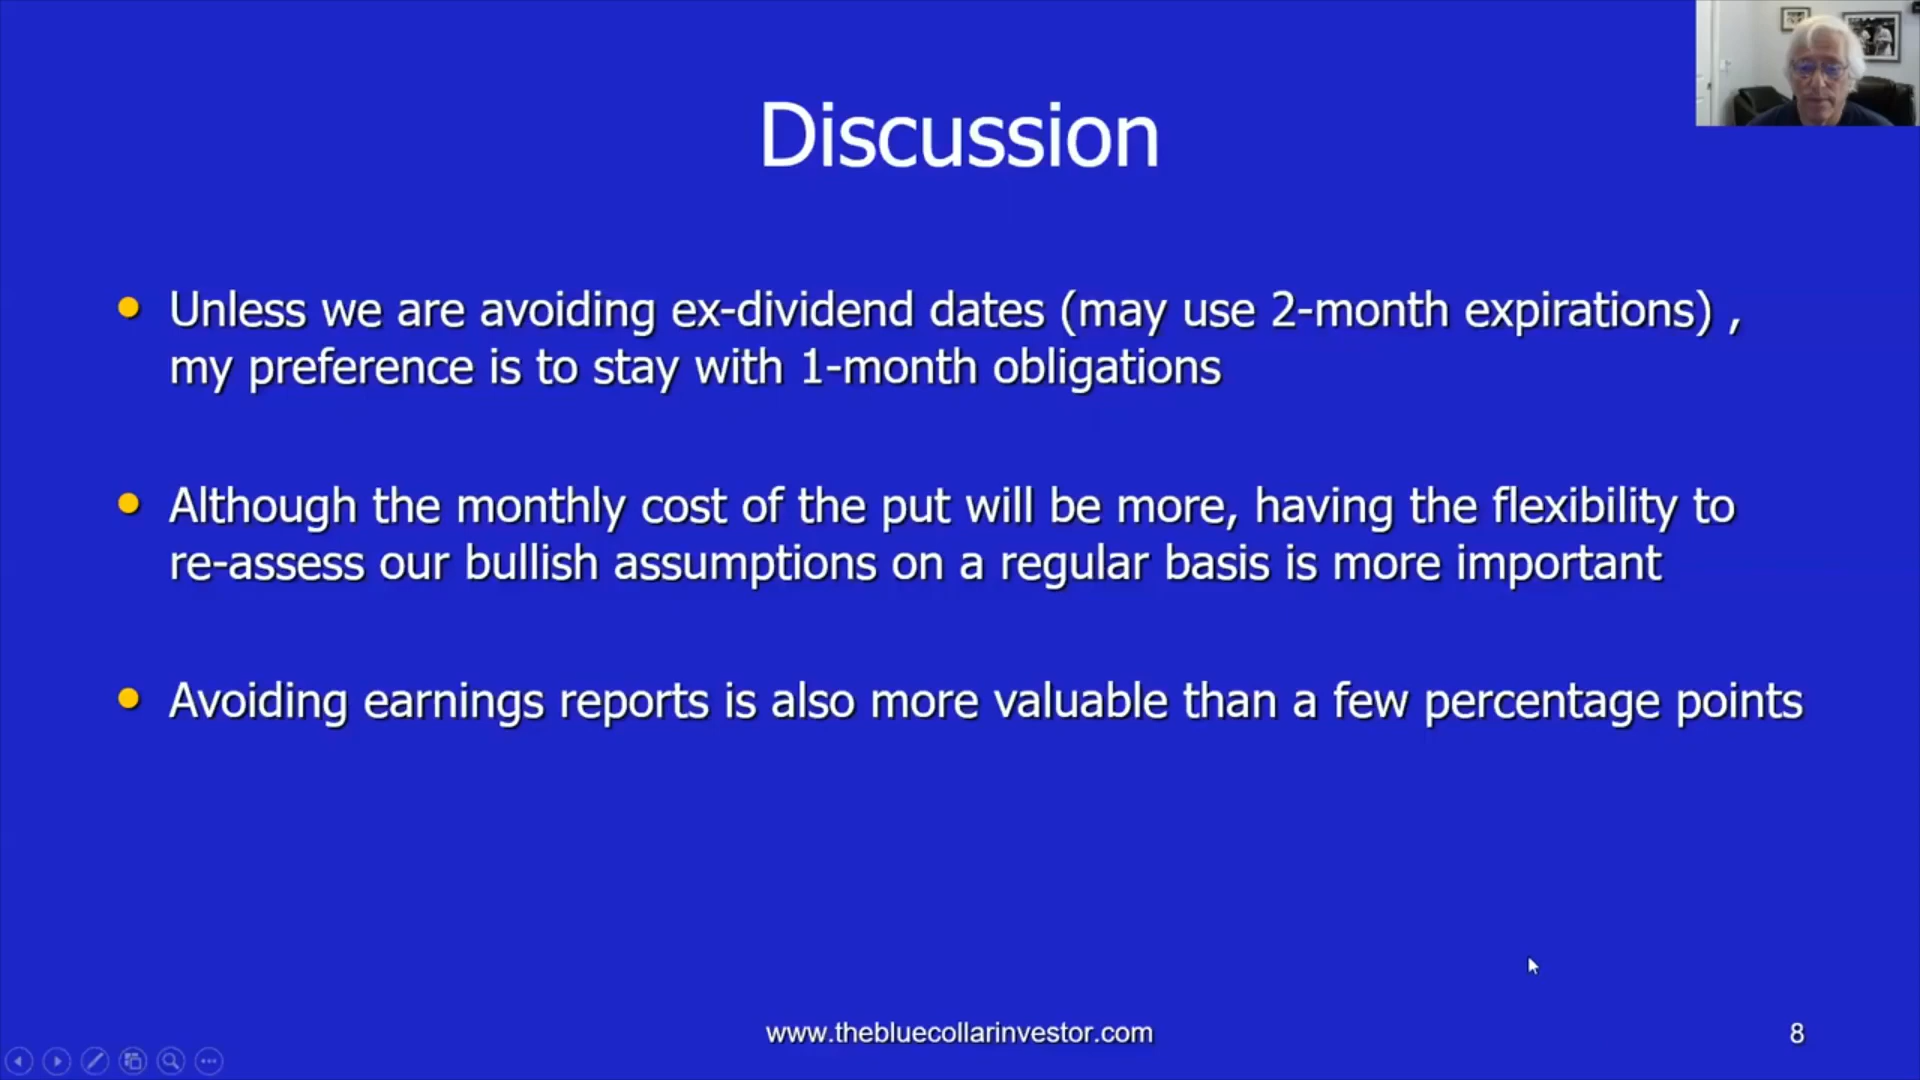 Discussion
Unless we are avoiding ex-dividend dates (may use 2-month expirations) ,
my preference is to stay with 1-month obligations
Although the monthly cost of the put will be more, having the flexibility to
re-assess our bullish assumptions on a regular basis is more important
Avoiding earnings reports is also more valuable than a few percentage points
www.thebluecollarinvestor.com
8